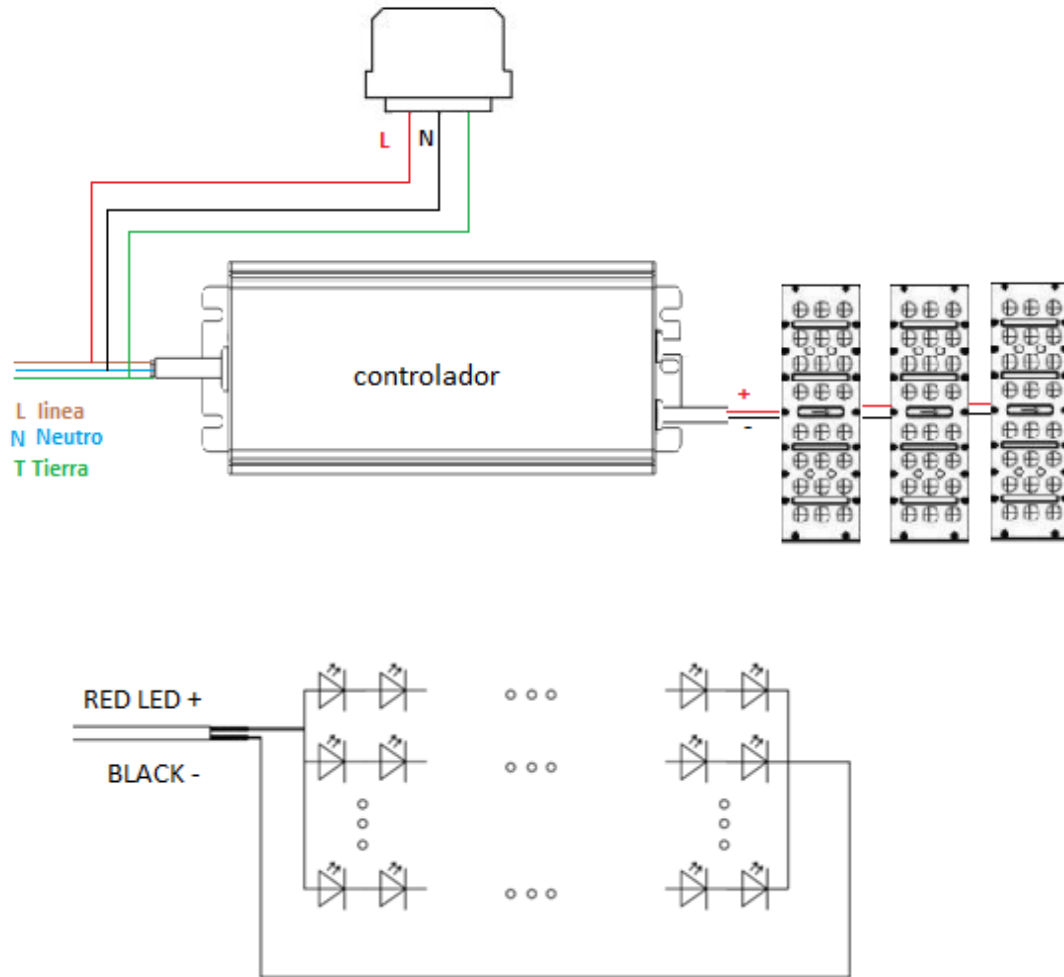 L N
controlador
+
-
L linea
N Neutro
T Tierra
RED LED +
BLACK -